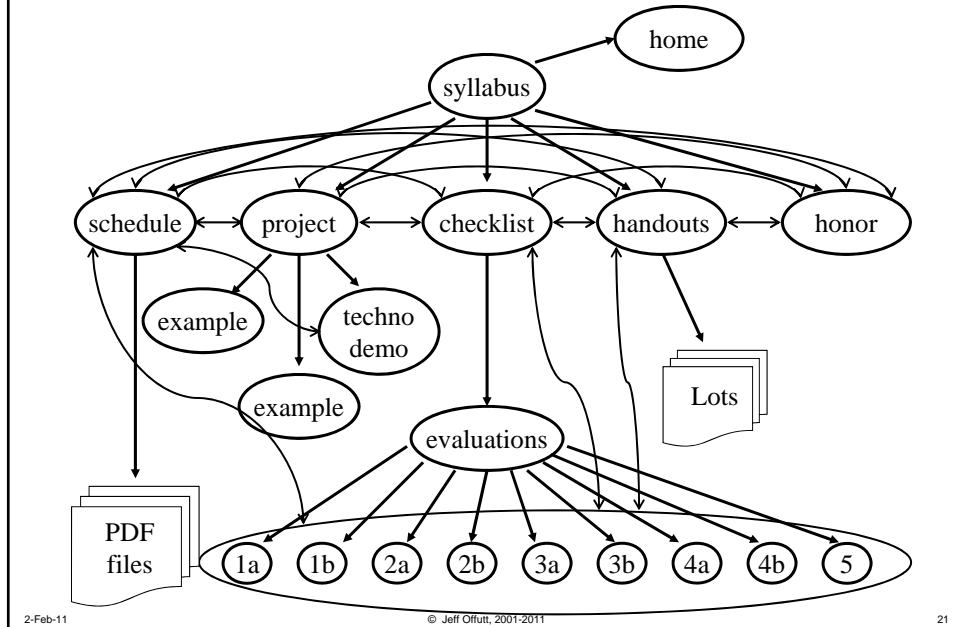 home
syllabus
schedule
project
checklist
handouts
honor
example
techno
demo
example
Lots
evaluations
PDF
files
1a
1b
2a
2b
3a
3b
4a
4b
5
2-Feb-11
© Jeff Offutt, 2001-2011
21